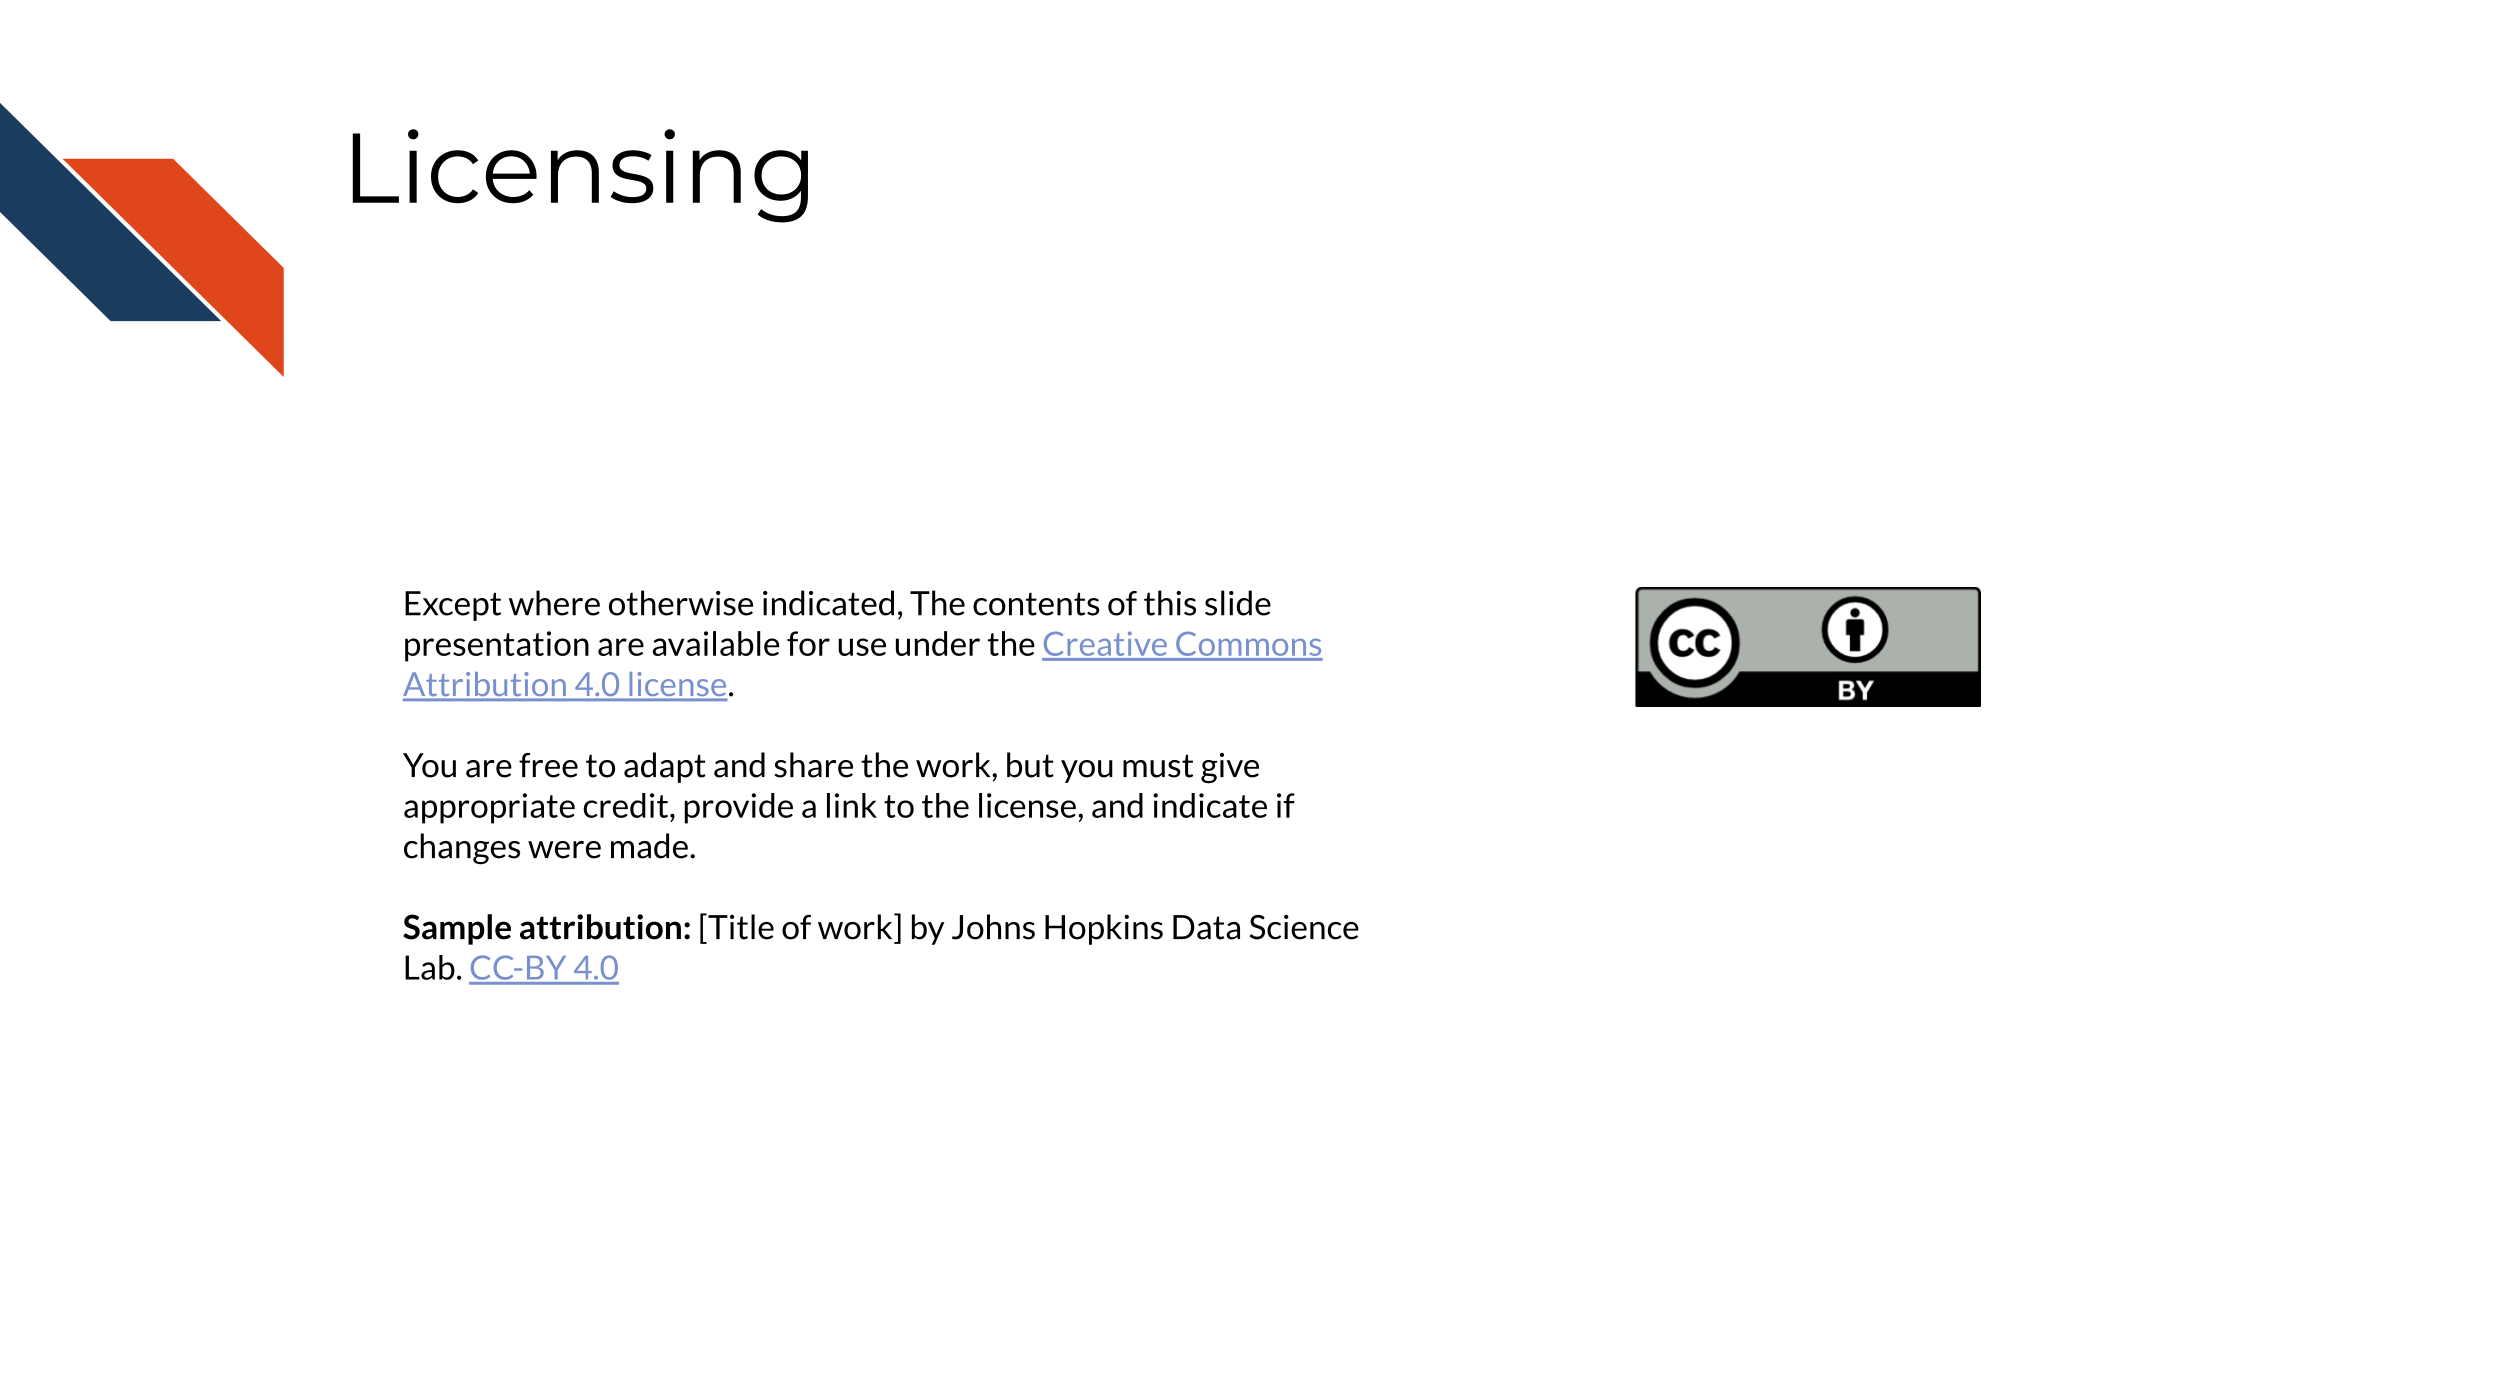 Licensing
Except where otherwise indicated, The contents of this slide
presentation are available for use under the Creative Commons
Attribution 4.0 license.
You are free to adapt and share the work, but you must give
appropriate credit, provide a link to the license, and indicate if
changes were made.
Sample attribution: [Title of work] by Johns Hopkins Data Science
Lab. CC-BY 4.0
CC
BY